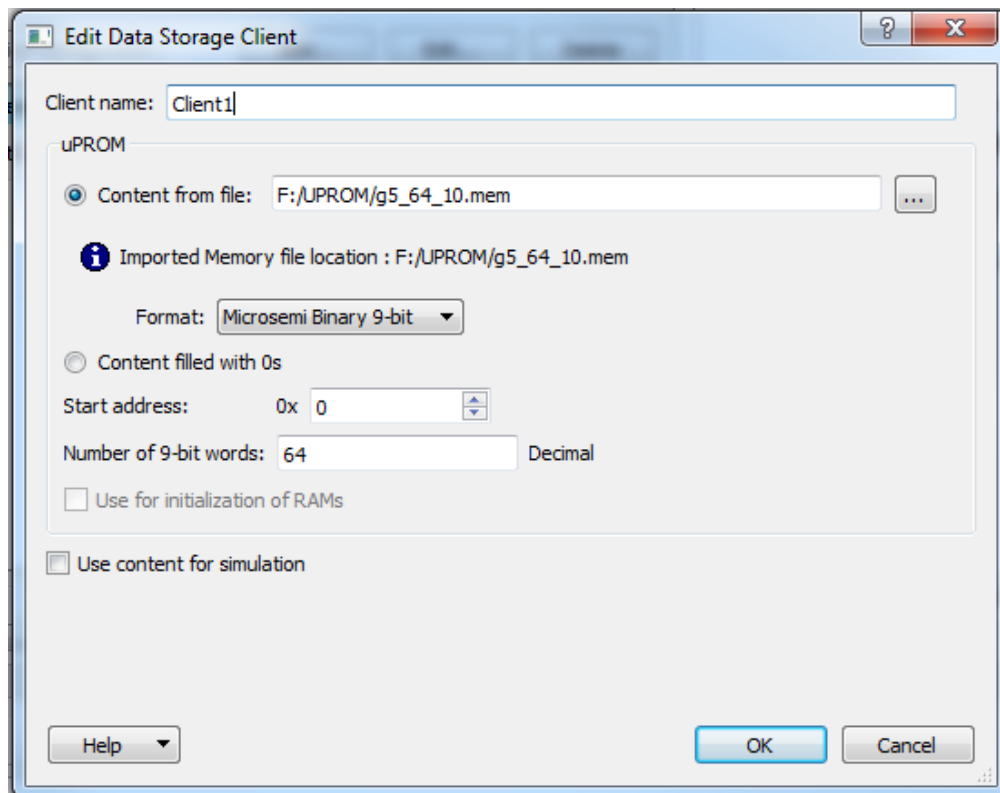 Edit Data Storage Client
Client name: Client1
uPROM
Content from file: F:/UPROM/g5_64_10.mem ...
Imported Memory file location : F:/UPROM/g5_64_10.mem
Format: Microsemi Binary 9-bit
Content filled with 0s
Start address: 0x 0
Number of 9-bit words: 64 Decimal
Use for initialization of RAMs
Use content for simulation
Help OK Cancel